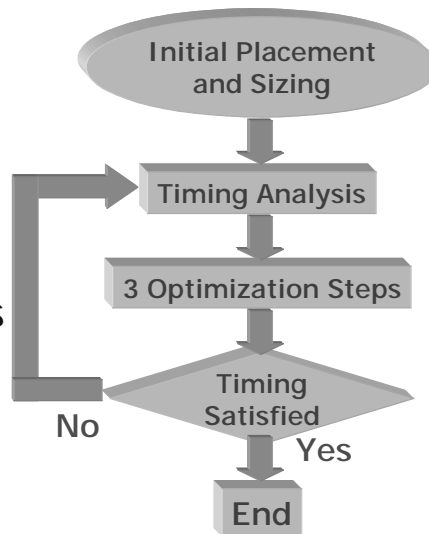 Initial Placement
and Sizing
Timing Analysis
3 Optimization Steps
s
Timing
Satisfied
No
Yes
End